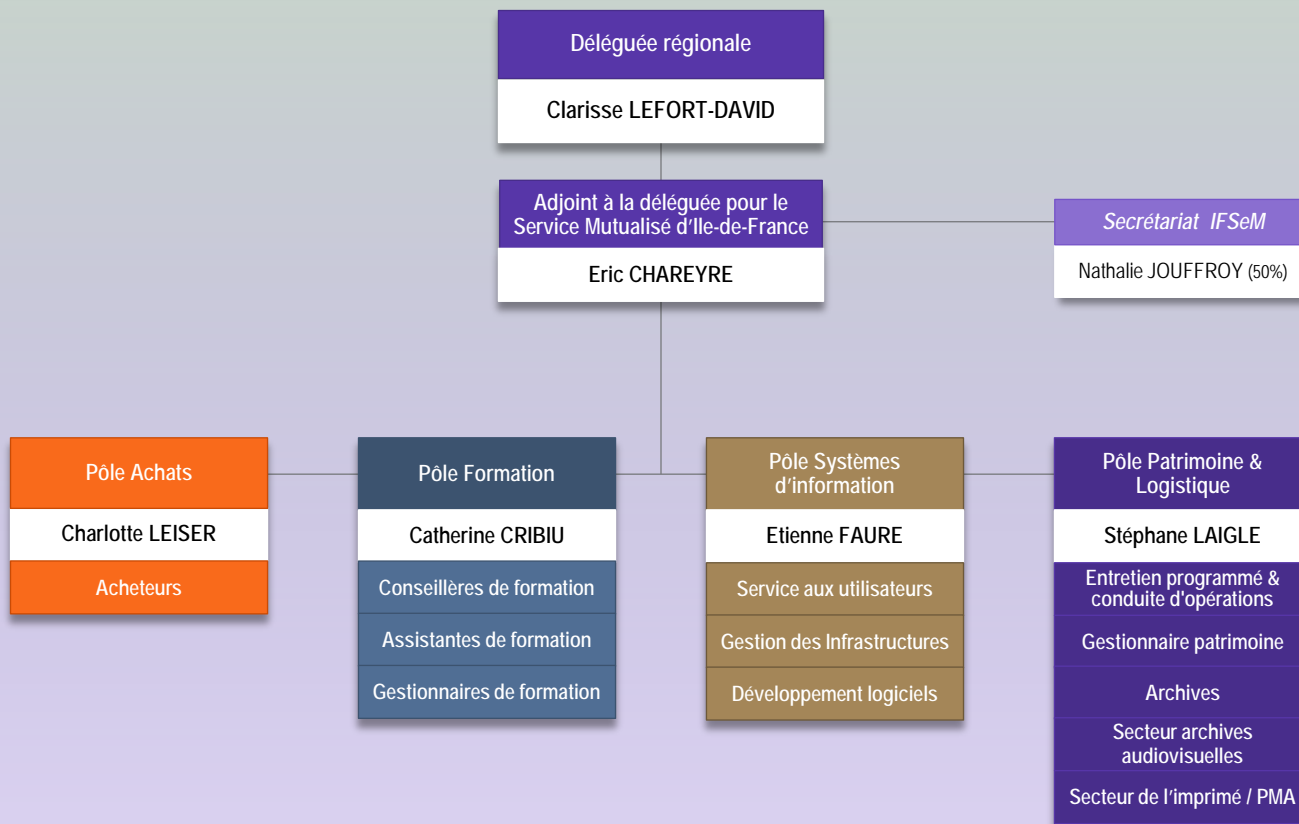 Déléguée régionale
Clarisse LEFORT-DAVID
Adjoint à la déléguée pour le
Service Mutualisé d'Ile-de-France
Eric CHAREYRE
Secrétariat IFSeM
Nathalie JOUFFROY (50%)
Pôle Achats
Charlotte LEISER
Acheteurs
Pôle Formation
Catherine CRIBIU
Conseillères de formation
Assistantes de formation
Gestionnaires de formation
Pôle Systèmes
d'information
Etienne FAURE
Service aux utilisateurs
Gestion des Infrastructures
Développement logiciels
Pôle Patrimoine &
Logistique
Stéphane LAIGLE
Entretien programmé &
conduite d'opérations
Gestionnaire patrimoine
Archives
Secteur archives
audiovisuelles
Secteur de l'imprimé / PMA